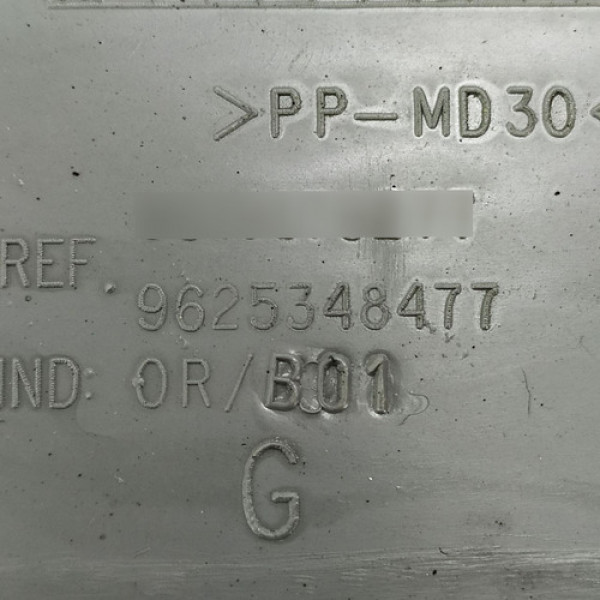 >PP-MD30<
REF.
9625348477
IND: OR/B01
G